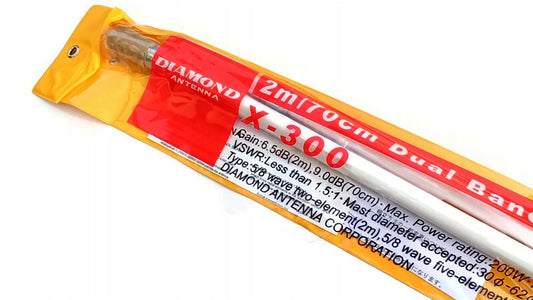 DIAMOND
ANTENNA
2m/70cm Dual Band
X-300
Gain:6.5dB(2m),9.0dB(70cm)·Max. Power rating:200W·
VSWR:Less than 1.5:1·Mast diameter accepted:30φ-62
Type:5/8 wave two-element(2m),5/8 wave five-element
DIAMOND ANTENNA CORPORATION